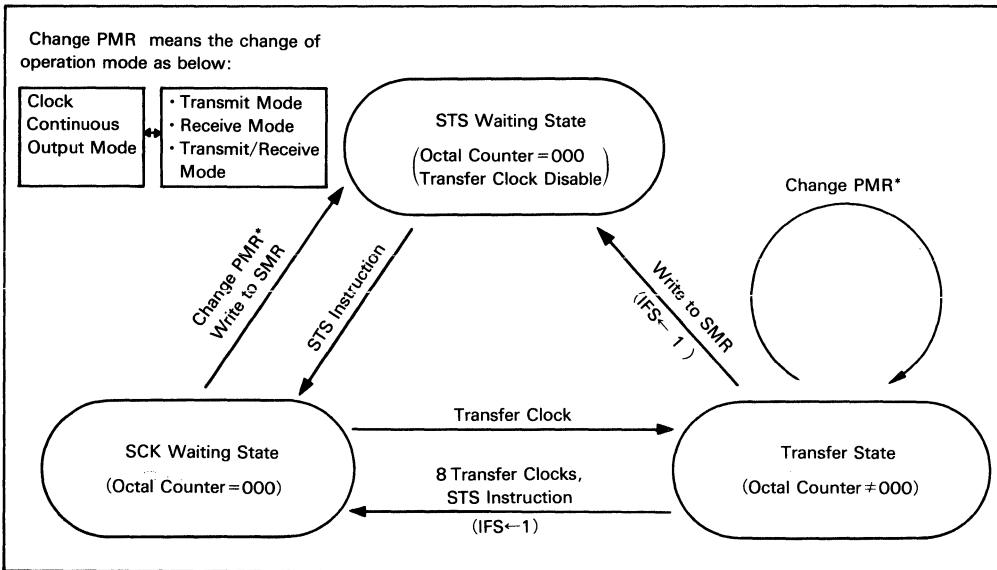 Change PMR means the change of
operation mode as below:
Clock
Continuous
Output Mode
· Transmit Mode
· Receive Mode
· Transmit/Receive
Mode
STS Waiting State
(Octal Counter=000
Transfer Clock Disable)
Change PMR*
Change PMR*
Write to SMR
STS Instruction
Write to SMR
(IFS← 1 )
SCK Waiting State
(Octal Counter=000)
Transfer Clock
8 Transfer Clocks,
STS Instruction
(IFS←1)
Transfer State
(Octal Counter≠000)